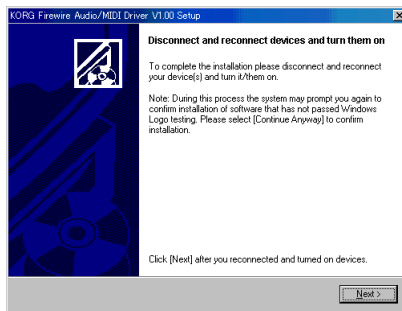 KORG Firewire Audio/MIDI Driver V1.00 Setup
Disconnect and reconnect devices and turn them on
To complete the installation please disconnect and reconnect
your device(s) and turn it/them on.
Note: During this process the system may prompt you again to
confirm installation of software that has not passed Windows
Logo testing. Please select [Continue Anyway] to confirm
installation.
Click [Next] after you reconnected and turned on devices.
Next >